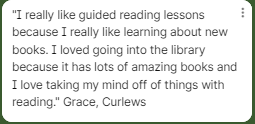 "I really like guided reading lessons
because I really like learning about new
books. I loved going into the library
because it has lots of amazing books and
I love taking my mind off of things with
reading." Grace, Curlews